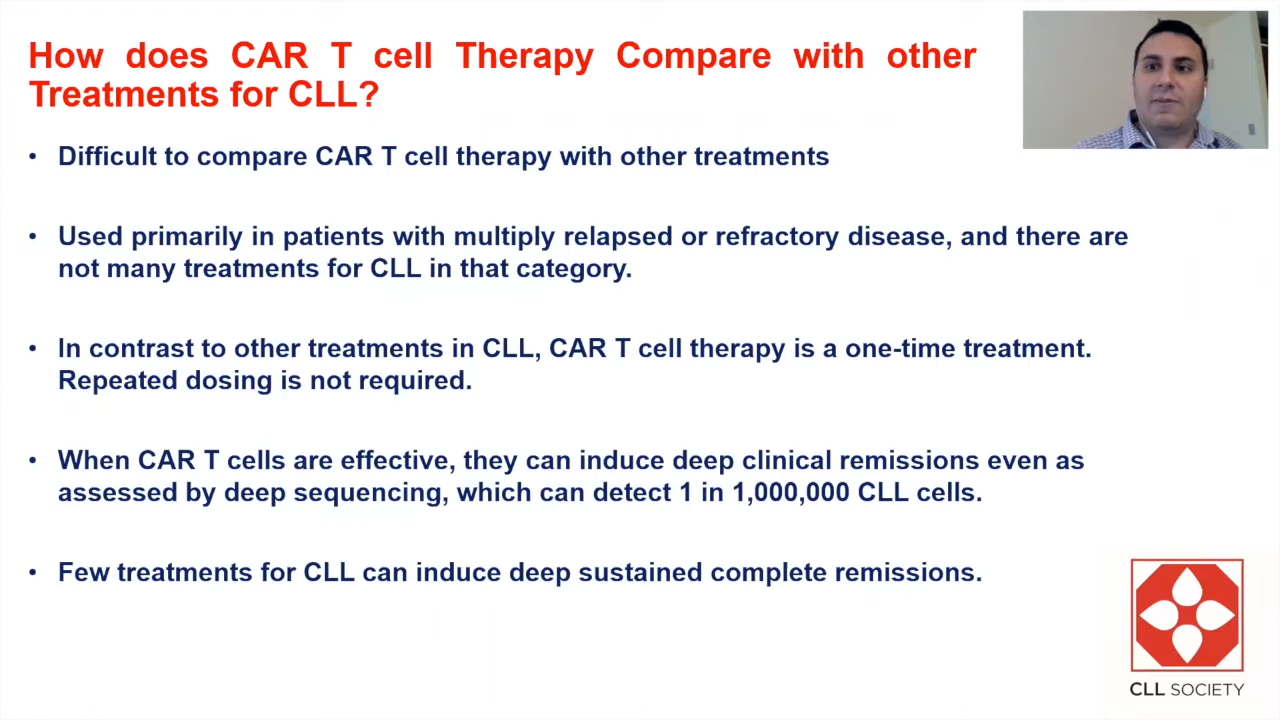 How does CAR T cell Therapy Compare with other
Treatments for CLL?
• Difficult to compare CAR T cell therapy with other treatments
• Used primarily in patients with multiply relapsed or refractory disease, and there are
not many treatments for CLL in that category.
• In contrast to other treatments in CLL, CAR T cell therapy is a one-time treatment.
Repeated dosing is not required.
• When CAR T cells are effective, they can induce deep clinical remissions even as
assessed by deep sequencing, which can detect 1 in 1,000,000 CLL cells.
• Few treatments for CLL can induce deep sustained complete remissions.
CLL SOCIETY